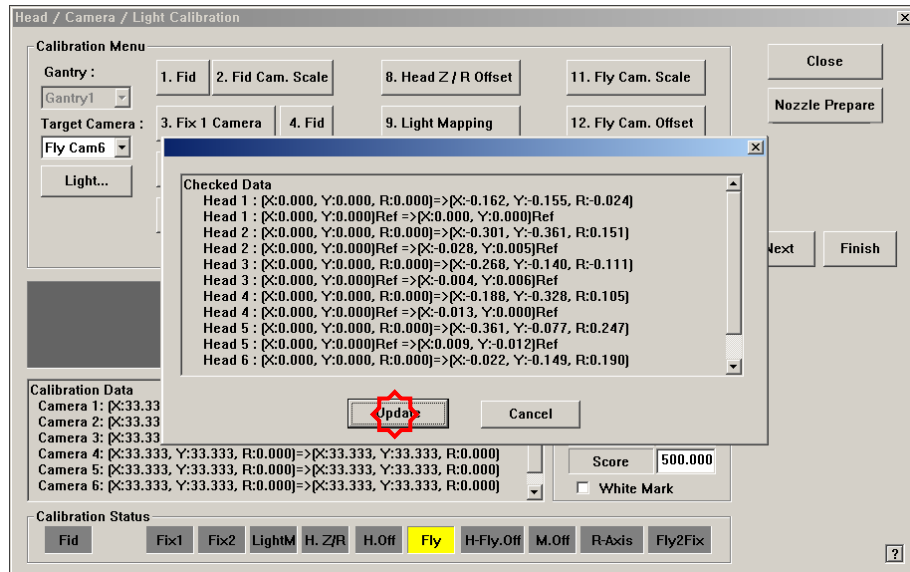 Head / Camera / Light Calibration
Calibration Menu
Gantry :
Gantry1
Target Camera :
Fly Cam6
Light...
1. Fid
2. Fid Cam. Scale
8. Head Z / R Offset
11. Fly Cam. Scale
3. Fix 1 Camera
4. Fid
9. Light Mapping
12. Fly Cam. Offset
Close
Nozzle Prepare
Next
Finish
Checked Data
Head 1 : (X:0.000, Y:0.000, R:0.000)=>(X:-0.162, Y:-0.155, R:-0.024)
Head 1 : (X:0.000, Y:0.000)Ref =>(X:0.000, Y:0.000)Ref
Head 2 : (X:0.000, Y:0.000, R:0.000)=>(X:-0.301, Y:-0.361, R:0.151)
Head 2 : (X:0.000, Y:0.000)Ref =>(X:-0.028, Y:0.005)Ref
Head 3 : (X:0.000, Y:0.000, R:0.000)=>(X:-0.268, Y:-0.140, R:-0.111)
Head 3 : (X:0.000, Y:0.000)Ref =>(X:-0.004, Y:0.006)Ref
Head 4 : (X:0.000, Y:0.000, R:0.000)=>(X:-0.188, Y:-0.328, R:0.105)
Head 4 : (X:0.000, Y:0.000)Ref =>(X:-0.013, Y:0.000)Ref
Head 5 : (X:0.000, Y:0.000, R:0.000)=>(X:-0.361, Y:-0.077, R:0.247)
Head 5 : (X:0.000, Y:0.000)Ref =>(X:0.009, Y:-0.012)Ref
Head 6 : (X:0.000, Y:0.000, R:0.000)=>(X:-0.022, Y:-0.149, R:0.190)
Update
Cancel
Calibration Data
Camera 1: (X:33.33
Camera 2: (X:33.33
Camera 3: (X:33.33
Camera 4: (X:33.333, Y:33.333, R:0.000)=>(X:33.333, Y:33.333, R:0.000)
Camera 5: (X:33.333, Y:33.333, R:0.000)=>(X:33.333, Y:33.333, R:0.000)
Camera 6: (X:33.333, Y:33.333, R:0.000)=>(X:33.333, Y:33.333, R:0.000)
Score
500.000
White Mark
Calibration Status
Fid
Fix1
Fix2
LightM
H. Z/R
H.Off
Fly
H-Fly.Off
M.Off
R-Axis
Fly2Fix
?